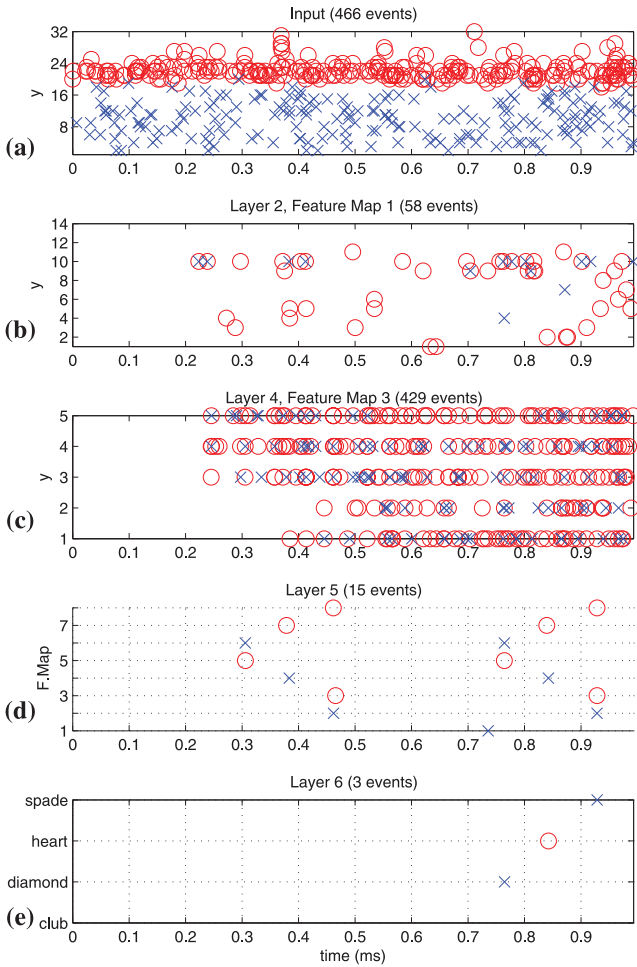 Input (466 events)
32
24
16
8
y
(a)
0 0.1 0.2 0.3 0.4 0.5 0.6 0.7 0.8 0.9
Layer 2, Feature Map 1 (58 events)
14
12
10
8
6
4
2
y
(b)
0 0.1 0.2 0.3 0.4 0.5 0.6 0.7 0.8 0.9
Layer 4, Feature Map 3 (429 events)
5
4
3
2
1
y
(c)
0 0.1 0.2 0.3 0.4 0.5 0.6 0.7 0.8 0.9
Layer 5 (15 events)
7
5
3
1
F.Map
(d)
0 0.1 0.2 0.3 0.4 0.5 0.6 0.7 0.8 0.9
Layer 6 (3 events)
spade
heart
diamond
club
(e)
0 0.1 0.2 0.3 0.4 0.5 0.6 0.7 0.8 0.9
time (ms)